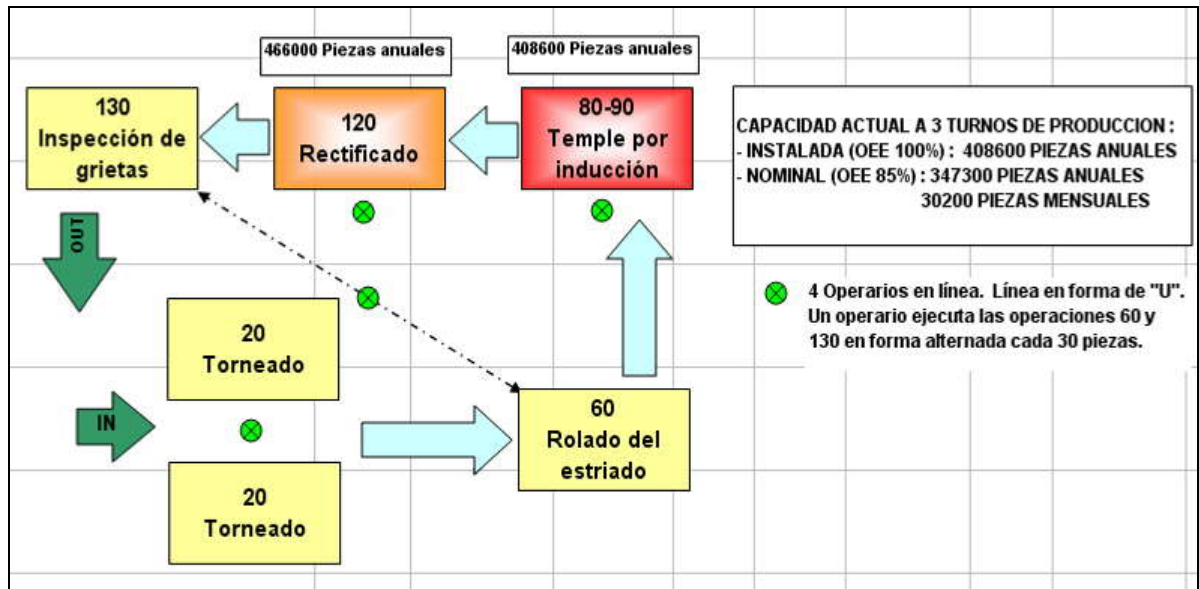 466000 Piezas anuales
408600 Piezas anuales
130
Inspección de
grietas
120
Rectificado
80-90
Temple por
inducción
CAPACIDAD ACTUAL A 3 TURNOS DE PRODUCCION :
- INSTALADA (OEE 100%) : 408600 PIEZAS ANUALES
- NOMINAL (OEE 85%) : 347300 PIEZAS ANUALES
30200 PIEZAS MENSUALES
OUT
4 Operarios en línea. Línea en forma de "U".
Un operario ejecuta las operaciones 60 y
130 en forma alternada cada 30 piezas.
20
Torneado
IN
60
Rolado del
estriado
20
Torneado